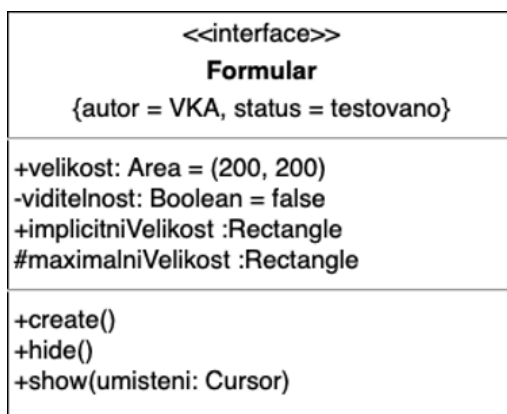 <<interface>>
Formular
{autor = VKA, status = testovano}
+velikost: Area = (200, 200)
-viditelnost: Boolean = false
+implicitniVelikost :Rectangle
#maximalniVelikost :Rectangle
+create()
+hide()
+show(umisteni: Cursor)